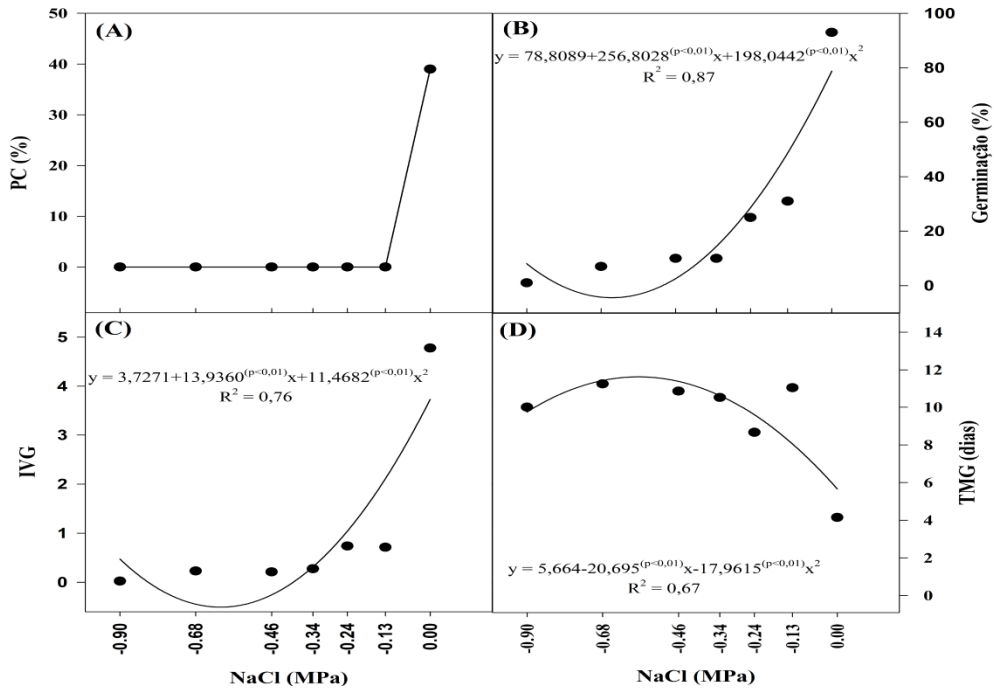 (A)
50
40
30
20
10
0
PC (%)
(B)
y = 78,8089+256,8028(p<0,01)x+198,0442(p<0,01)x²
R² = 0,87
100
80
60
40
20
0
Germinação (%)
(C)
y = 3,7271+13,9360(p<0,01)x+11,4682(p<0,01)x²
R² = 0,76
5
4
3
2
1
0
IVG
-0.90
-0.68
-0.46
-0.34
-0.24
-0.13
0.00
NaCl (MPa)
(D)
14
12
10
8
6
4
2
0
TMG (dias)
y = 5,664-20,695(p<0,01)x-17,9615(p<0,01)x²
R² = 0,67
-0.90
-0.68
-0.46
-0.34
-0.24
-0.13
0.00
NaCl (MPa)